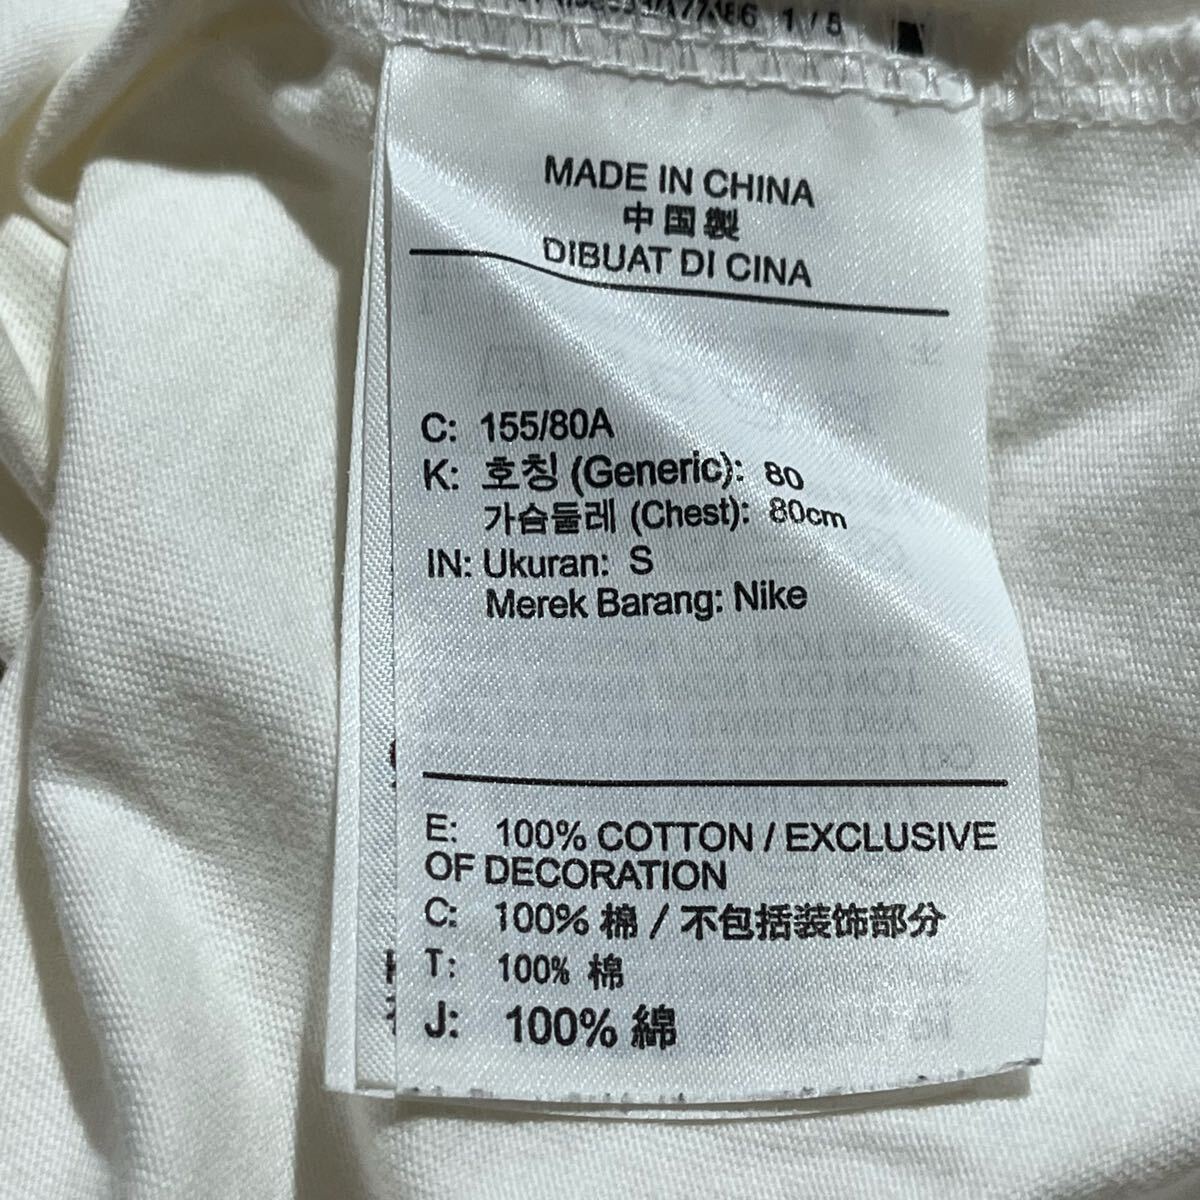 1 / 5
MADE IN CHINA
中国製
DIBUAT DI CINA
C: 155/80A
K: 호칭 (Generic): 80
가슴둘레 (Chest): 80cm
IN: Ukuran: S
Merek Barang: Nike
E: 100% COTTON / EXCLUSIVE
OF DECORATION
C: 100% 棉 / 不包括装饰部分
T: 100% 棉
J: 100% 綿